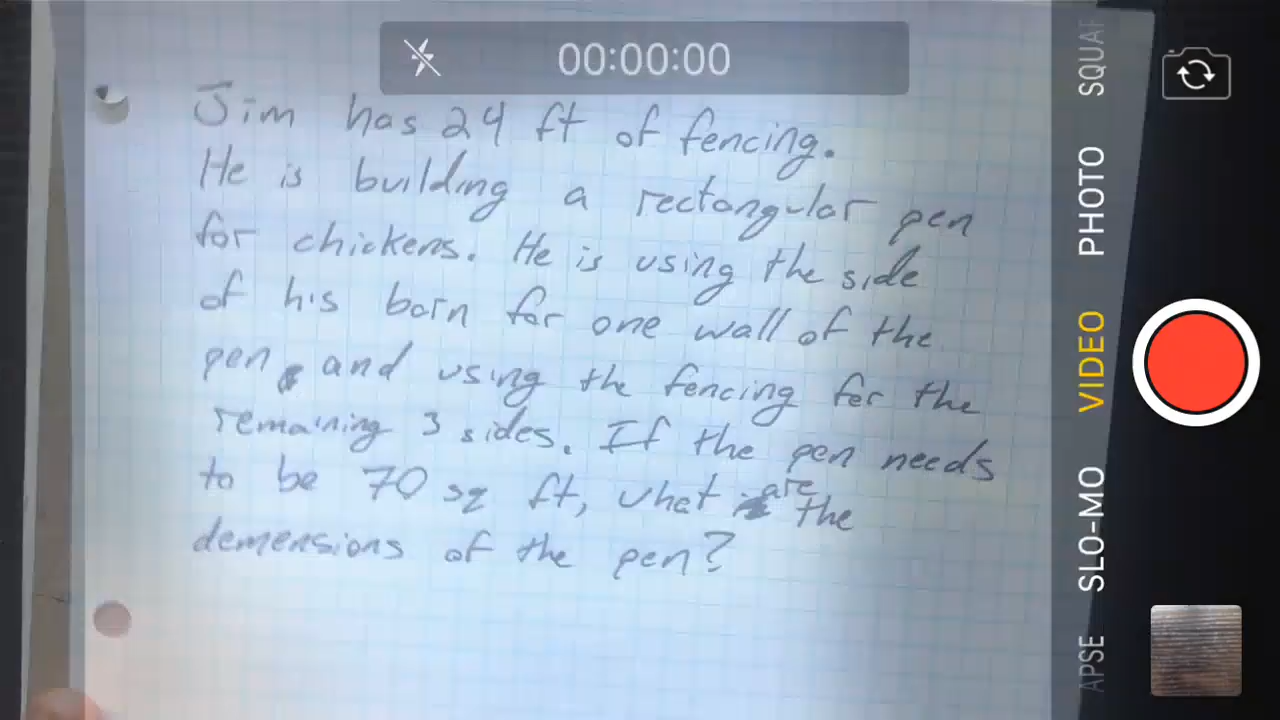 00:00:00
Jim has 24 ft of fencing.
He is building a rectangular pen
for chickens. He is using the side
of his barn for one wall of the
pen, and using the fencing for the
remaining 3 sides. If the pen needs
to be 70 sq ft, what are the
demensions of the pen?
SQUAR
PHOTO
VIDEO
SLO-MO
APSE